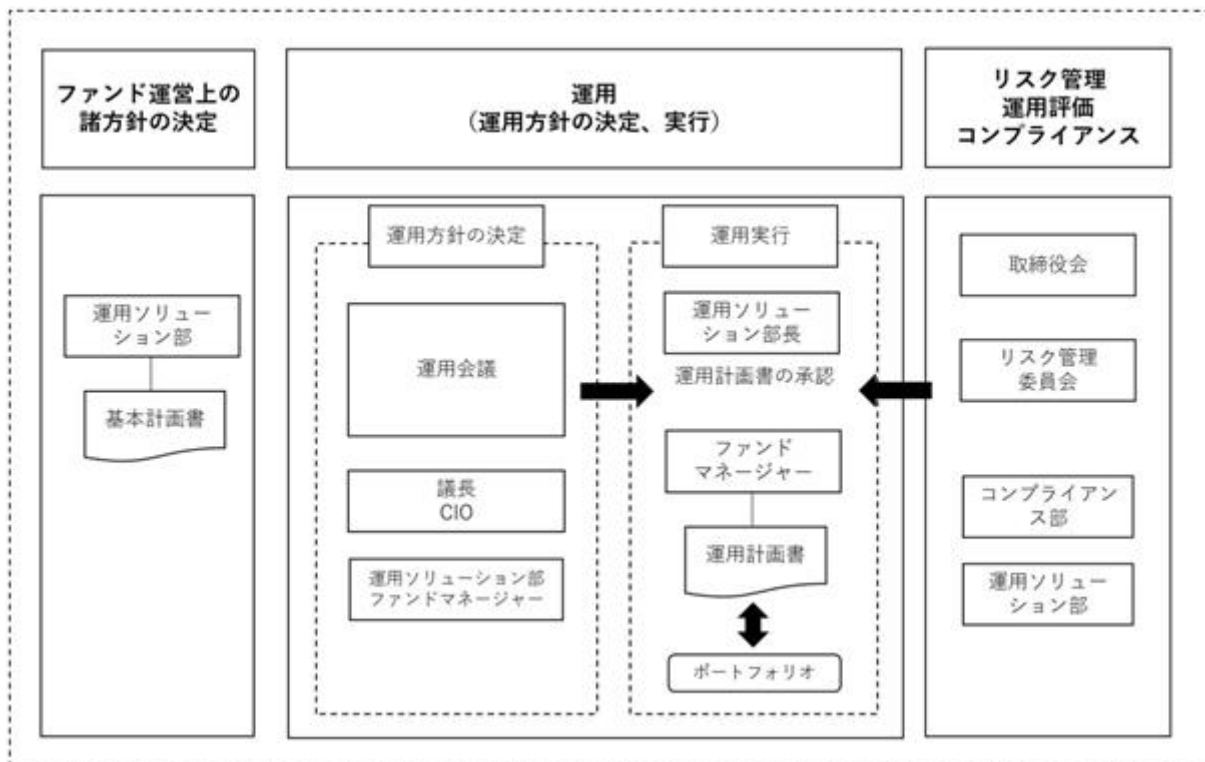 ファンド運営上の
諸方針の決定
運用
（運用方針の決定、実行）
リスク管理
運用評価
コンプライアンス
運用ソリュー
ション部
基本計画書
運用方針の決定
運用会議
議長
CIO
運用ソリューション部
ファンドマネージャー
運用実行
運用ソリュー
ション部長
運用計画書の承認
ファンド
マネージャー
運用計画書
ポートフォリオ
取締役会
リスク管理
委員会
コンプライアン
ス部
運用ソリュー
ション部